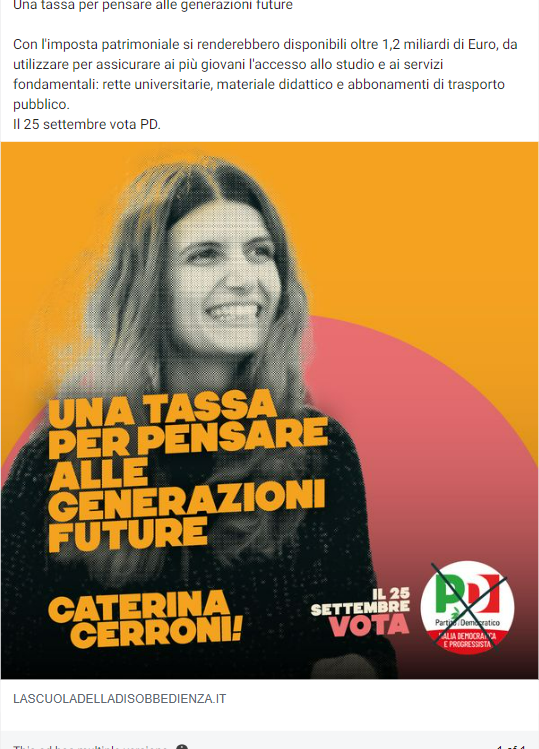 Una tassa per pensare alle generazioni future
Con l'imposta patrimoniale si renderebbero disponibili oltre 1,2 miliardi di Euro, da
utilizzare per assicurare ai più giovani l'accesso allo studio e ai servizi
fondamentali: rette universitarie, materiale didattico e abbonamenti di trasporto
pubblico.
Il 25 settembre vota PD.
UNA TASSA
PER PENSARE
ALLE
GENERAZIONI
FUTURE
CATERINA
CERRONI!
IL 25
SETTEMBRE
VOTA
PD
Partito Democratico
ITALIA DEMOCRATICA
E PROGRESSISTA
LASCUOLADELLADISOBBEDIENZA.IT
This ad has multiple versions
1 of 1